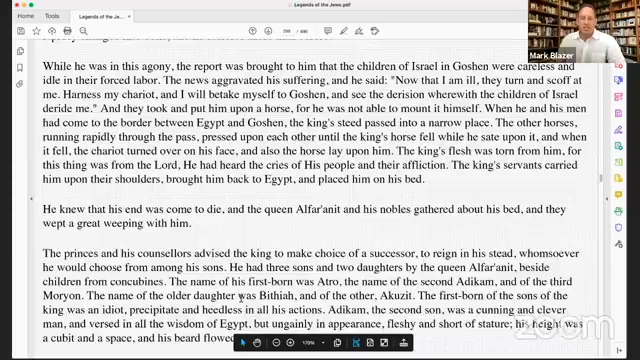 Legends of the Jews.pdf
Home Tools Legends of the Jews... ×
170%
While he was in this agony, the report was brought to him that the children of Israel in Goshen were careless and
idle in their forced labor. The news aggravated his suffering, and he said: "Now that I am ill, they turn and scoff at
me. Harness my chariot, and I will betake myself to Goshen, and see the derision wherewith the children of Israel
deride me." And they took and put him upon a horse, for he was not able to mount it himself. When he and his men
had come to the border between Egypt and Goshen, the king's steed passed into a narrow place. The other horses,
running rapidly through the pass, pressed upon each other until the king's horse fell while he sate upon it, and when
it fell, the chariot turned over on his face, and also the horse lay upon him. The king's flesh was torn from him, for
this thing was from the Lord, He had heard the cries of His people and their affliction. The king's servants carried
him upon their shoulders, brought him back to Egypt, and placed him on his bed.
He knew that his end was come to die, and the queen Alfar'anit and his nobles gathered about his bed, and they
wept a great weeping with him.
The princes and his counsellors advised the king to make choice of a successor, to reign in his stead, whomsoever
he would choose from among his sons. He had three sons and two daughters by the queen Alfar'anit, beside
children from concubines. The name of his first-born was Atro, the name of the second Adikam, and of the third
Moryon. The name of the older daughter was Bithiah, and of the other, Akuzit. The first-born of the sons of the
king was an idiot, precipitate and heedless in all his actions. Adikam, the second son, was a cunning and clever
man, and versed in all the wisdom of Egypt, but ungainly in appearance, fleshy and short of stature; his height was
a cubit and a space, and his beard flowed
Mark Blazer
zoom